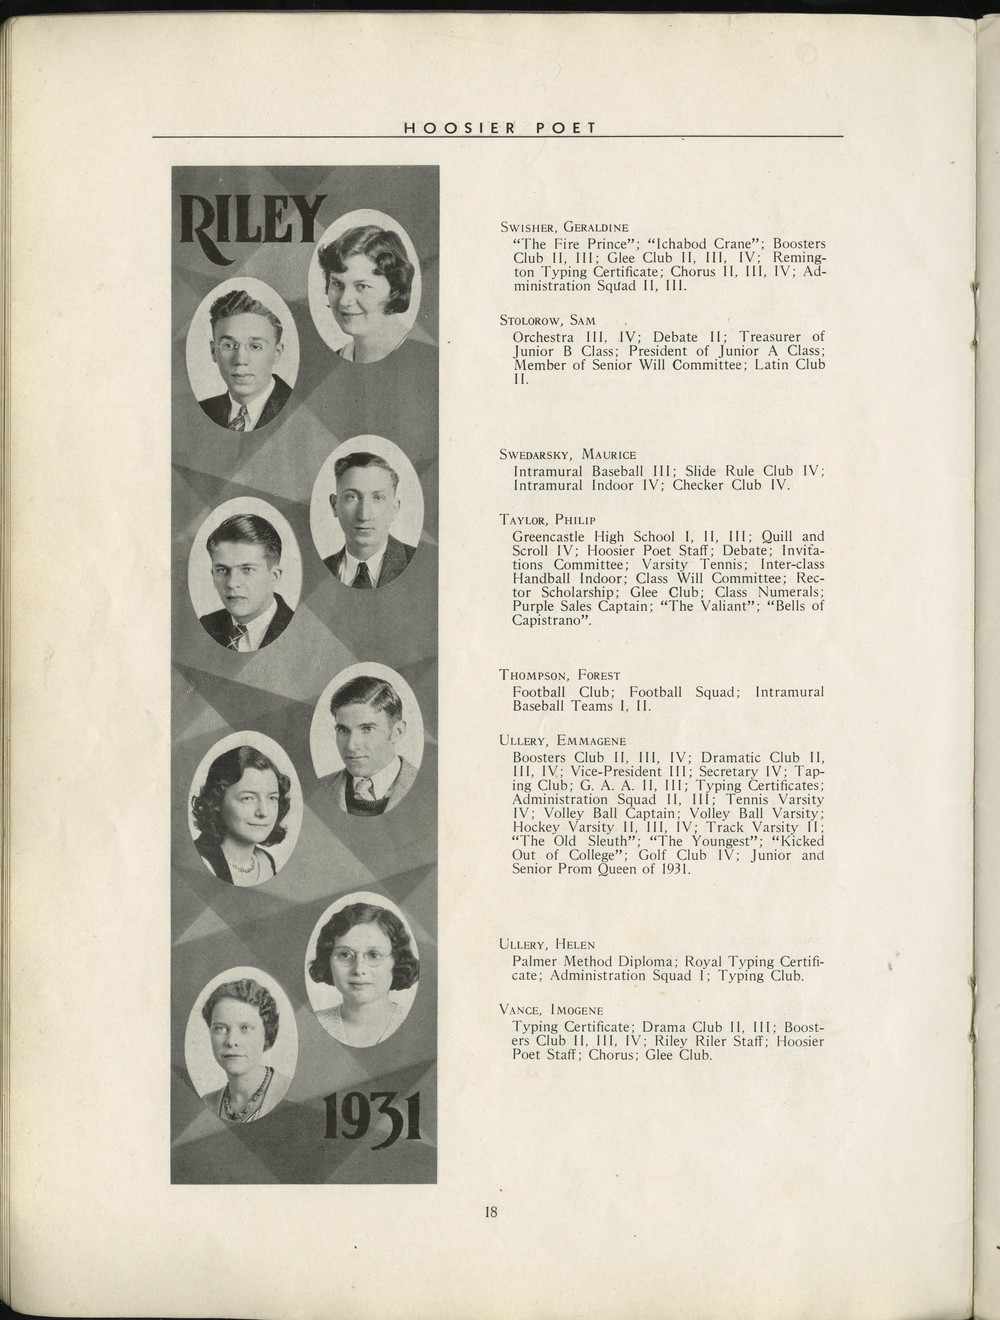 HOOSIER POET
RILEY
Swisher, Geraldine
"The Fire Prince"; "Ichabod Crane"; Boosters
Club II, III; Glee Club II, III, IV; Reming-
ton Typing Certificate; Chorus II, III, IV; Ad-
ministration Squad II, III.
Stolorow, Sam
Orchestra III, IV; Debate II; Treasurer of
Junior B Class; President of Junior A Class;
Member of Senior Will Committee; Latin Club
II.
Swedarsky, Maurice
Intramural Baseball III; Slide Rule Club IV;
Intramural Indoor IV; Checker Club IV.
Taylor, Philip
Greencastle High School I, II, III; Quill and
Scroll IV; Hoosier Poet Staff; Debate; Invita-
tions Committee; Varsity Tennis; Inter-class
Handball Indoor; Class Will Committee; Rec-
tor Scholarship; Glee Club; Class Numerals;
Purple Sales Captain; "The Valiant"; "Bells of
Capistrano".
Thompson, Forest
Football Club; Football Squad; Intramural
Baseball Teams I, II.
Ullery, Emmagene
Boosters Club II, III, IV; Dramatic Club II,
III, IV; Vice-President III; Secretary IV; Tap-
ing Club; G. A. A. II, III; Typing Certificates;
Administration Squad II, III; Tennis Varsity
IV; Volley Ball Captain; Volley Ball Varsity;
Hockey Varsity II, III, IV; Track Varsity II;
"The Old Sleuth"; "The Youngest"; "Kicked
Out of College"; Golf Club IV; Junior and
Senior Prom Queen of 1931.
Ullery, Helen
Palmer Method Diploma; Royal Typing Certifi-
cate; Administration Squad I; Typing Club.
Vance, Imogene
Typing Certificate; Drama Club II, III; Boost-
ers Club II, III, IV; Riley Riler Staff; Hoosier
Poet Staff; Chorus; Glee Club.
1931
18